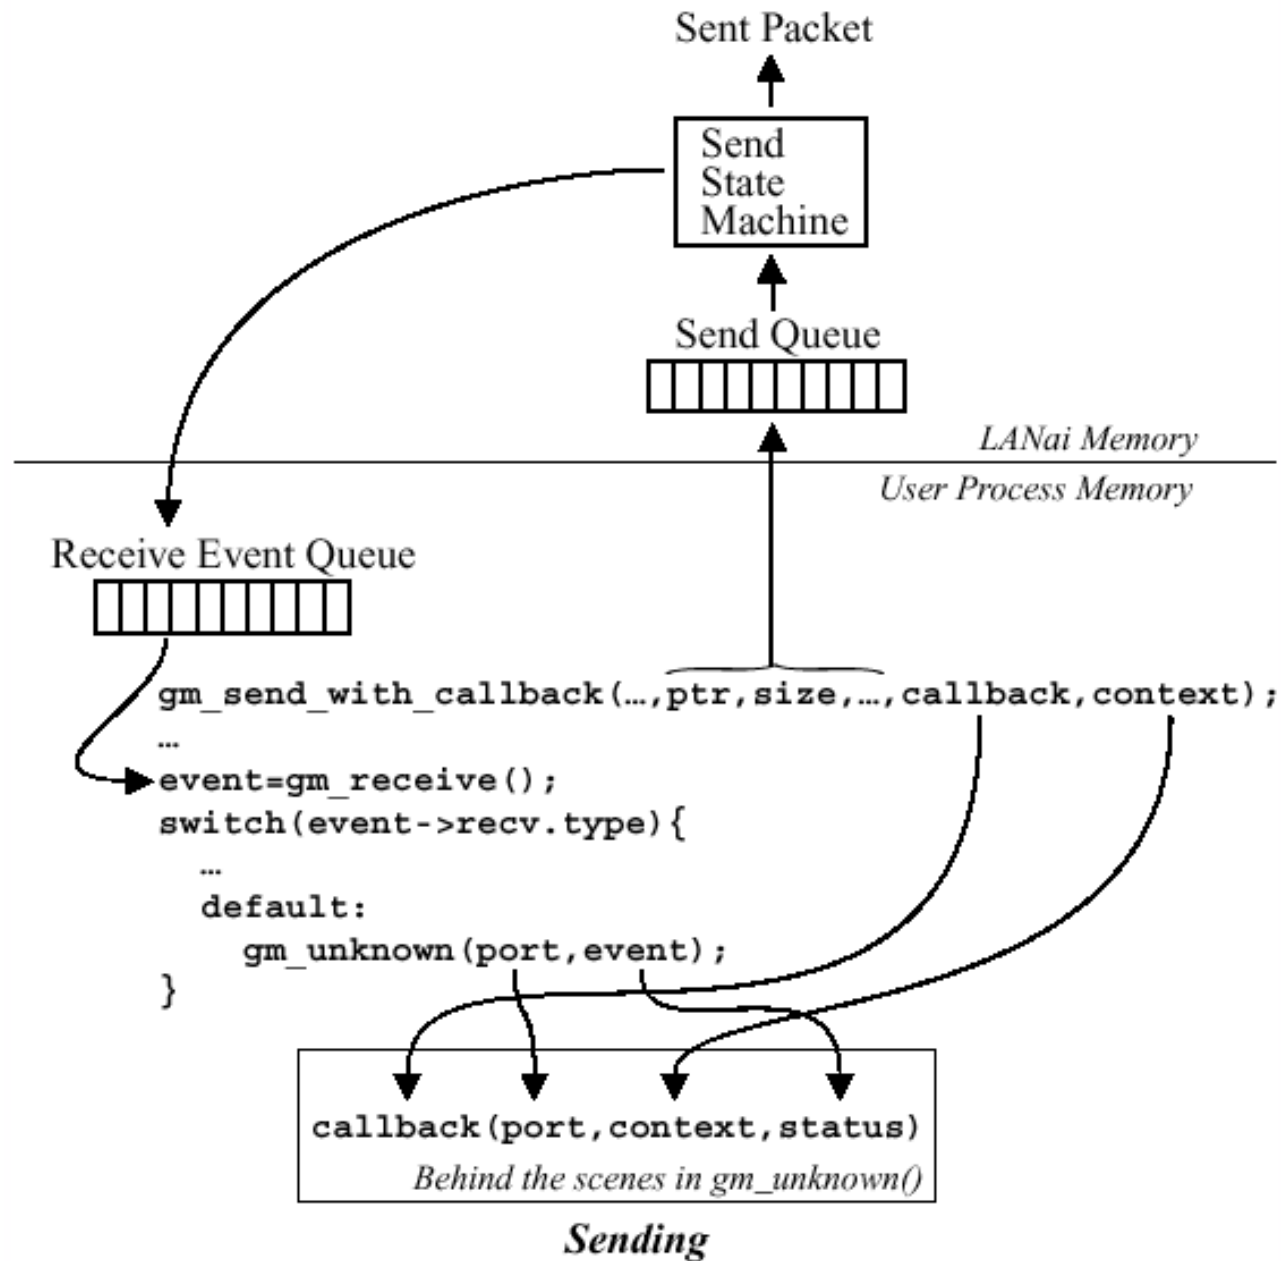 Sent Packet
Send
State
Machine
Send Queue
LANai Memory
User Process Memory
Receive Event Queue
gm_send_with_callback(…,ptr,size,…,callback,context);
…
event=gm_receive();
switch(event->recv.type){
…
default:
gm_unknown(port,event);
}
callback(port,context,status)
Behind the scenes in gm_unknown()
Sending